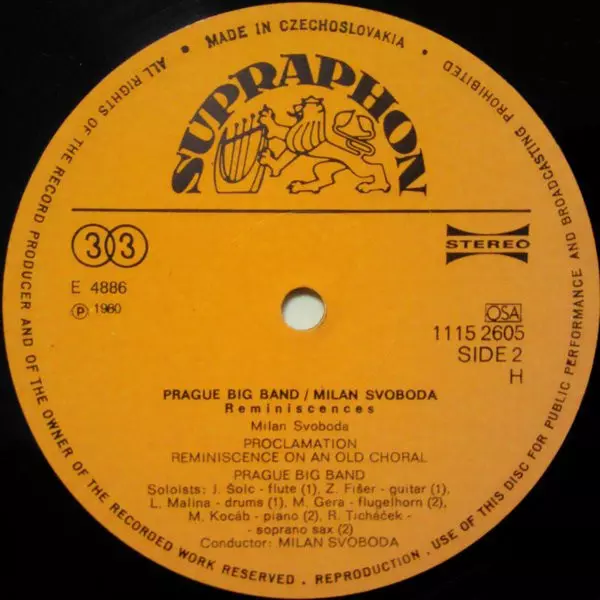 MADE IN CZECHOSLOVAKIA
ALL RIGHTS OF THE RECORD PRODUCER AND OF THE OWNER OF THE RECORDED WORK RESERVED . REPRODUCTION . USE OF THIS DISC FOR PUBLIC PERFORMANCE AND BROADCASTING PROHIBITED
SUPRAPHON
33
STEREO
E 4886
Ⓟ 1980
OSA
1115 2605
SIDE 2
H
PRAGUE BIG BAND / MILAN SVOBODA
Reminiscences
Milan Svoboda
PROCLAMATION
REMINISCENCE ON AN OLD CHORAL
PRAGUE BIG BAND
Soloists: J. Šolc - flute (1), Z. Fišer - guitar (1),
L. Malina - drums (1), M. Gera - flugelhorn (2),
M. Kocáb - piano (2), R. Ticháček -
- soprano sax (2)
Conductor: MILAN SVOBODA